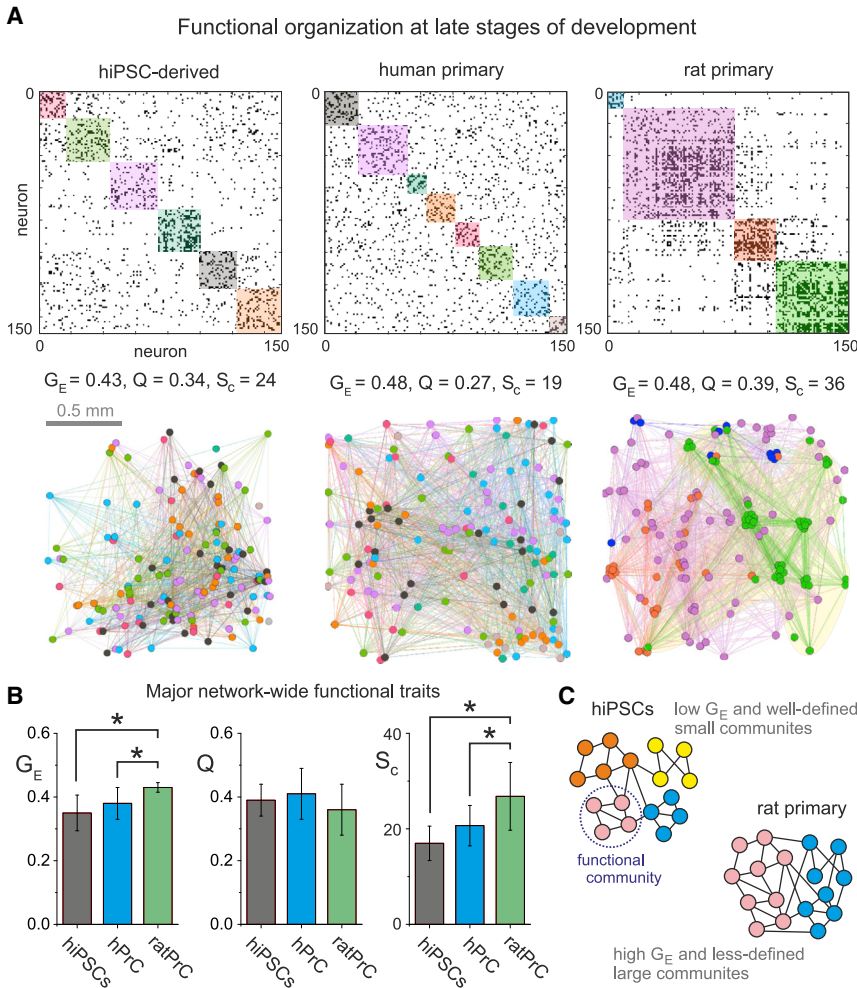 A
Functional organization at late stages of development
hiPSC-derived
human primary
rat primary
0
neuron
150
0
neuron
150
0
150
0
150
0
150
0
150
G_E = 0.43, Q = 0.34, S_c = 24
G_E = 0.48, Q = 0.27, S_c = 19
G_E = 0.48, Q = 0.39, S_c = 36
0.5 mm
B
Major network-wide functional traits
G_E
0.6
0.4
0.2
0.0
*
*
hiPSCs
hPrC
ratPrC
Q
0.6
0.4
0.2
0.0
hiPSCs
hPrC
ratPrC
S_c
40
20
0
*
*
hiPSCs
hPrC
ratPrC
C
hiPSCs
low G_E and well-defined
small communites
functional
community
rat primary
high G_E and less-defined
large communites